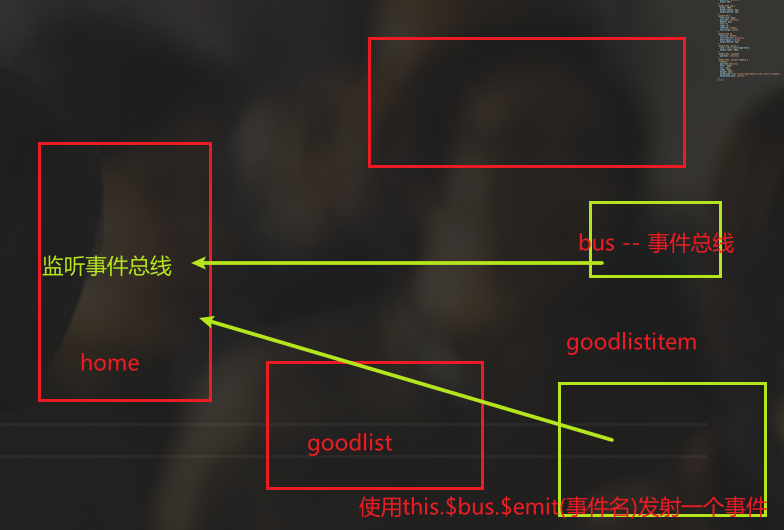 bus -- 事件总线
监听事件总线
goodlistitem
home
goodlist
使用this.$bus.$emit(事件名)发射一个事件